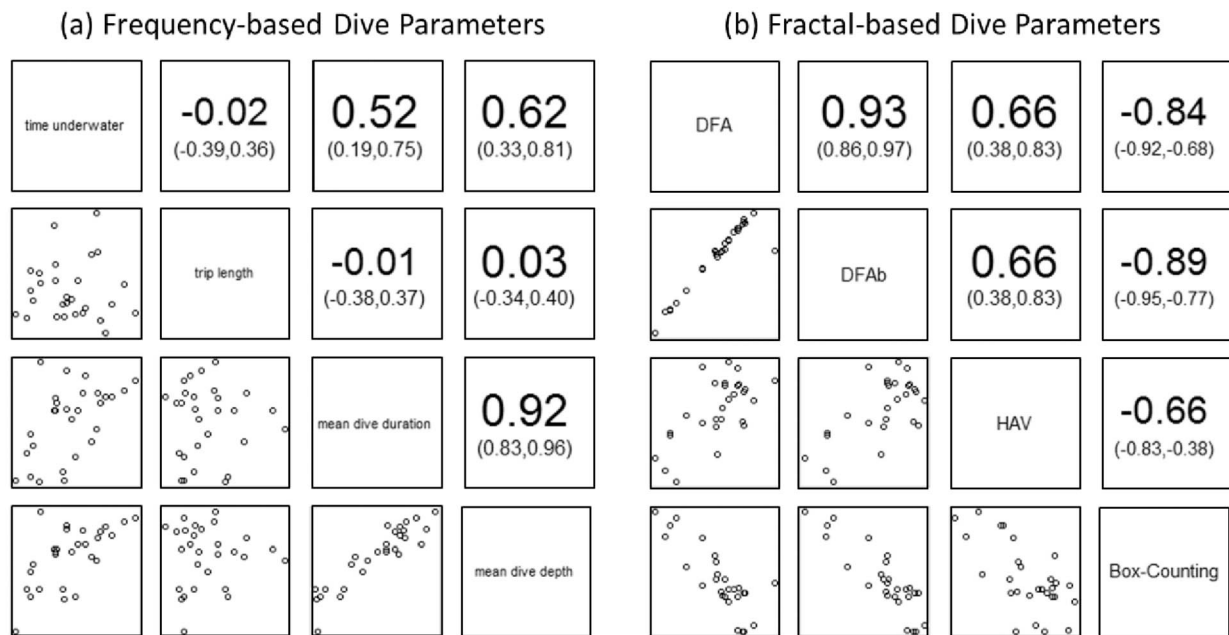 (a) Frequency-based Dive Parameters
time underwater
-0.02
(-0.39,0.36)
0.52
(0.19,0.75)
0.62
(0.33,0.81)
trip length
-0.01
(-0.38,0.37)
0.03
(-0.34,0.40)
mean dive duration
0.92
(0.83,0.96)
mean dive depth
(b) Fractal-based Dive Parameters
DFA
0.93
(0.86,0.97)
0.66
(0.38,0.83)
-0.84
(-0.92,-0.68)
DFAb
0.66
(0.38,0.83)
-0.89
(-0.95,-0.77)
HAV
-0.66
(-0.83,-0.38)
Box-Counting